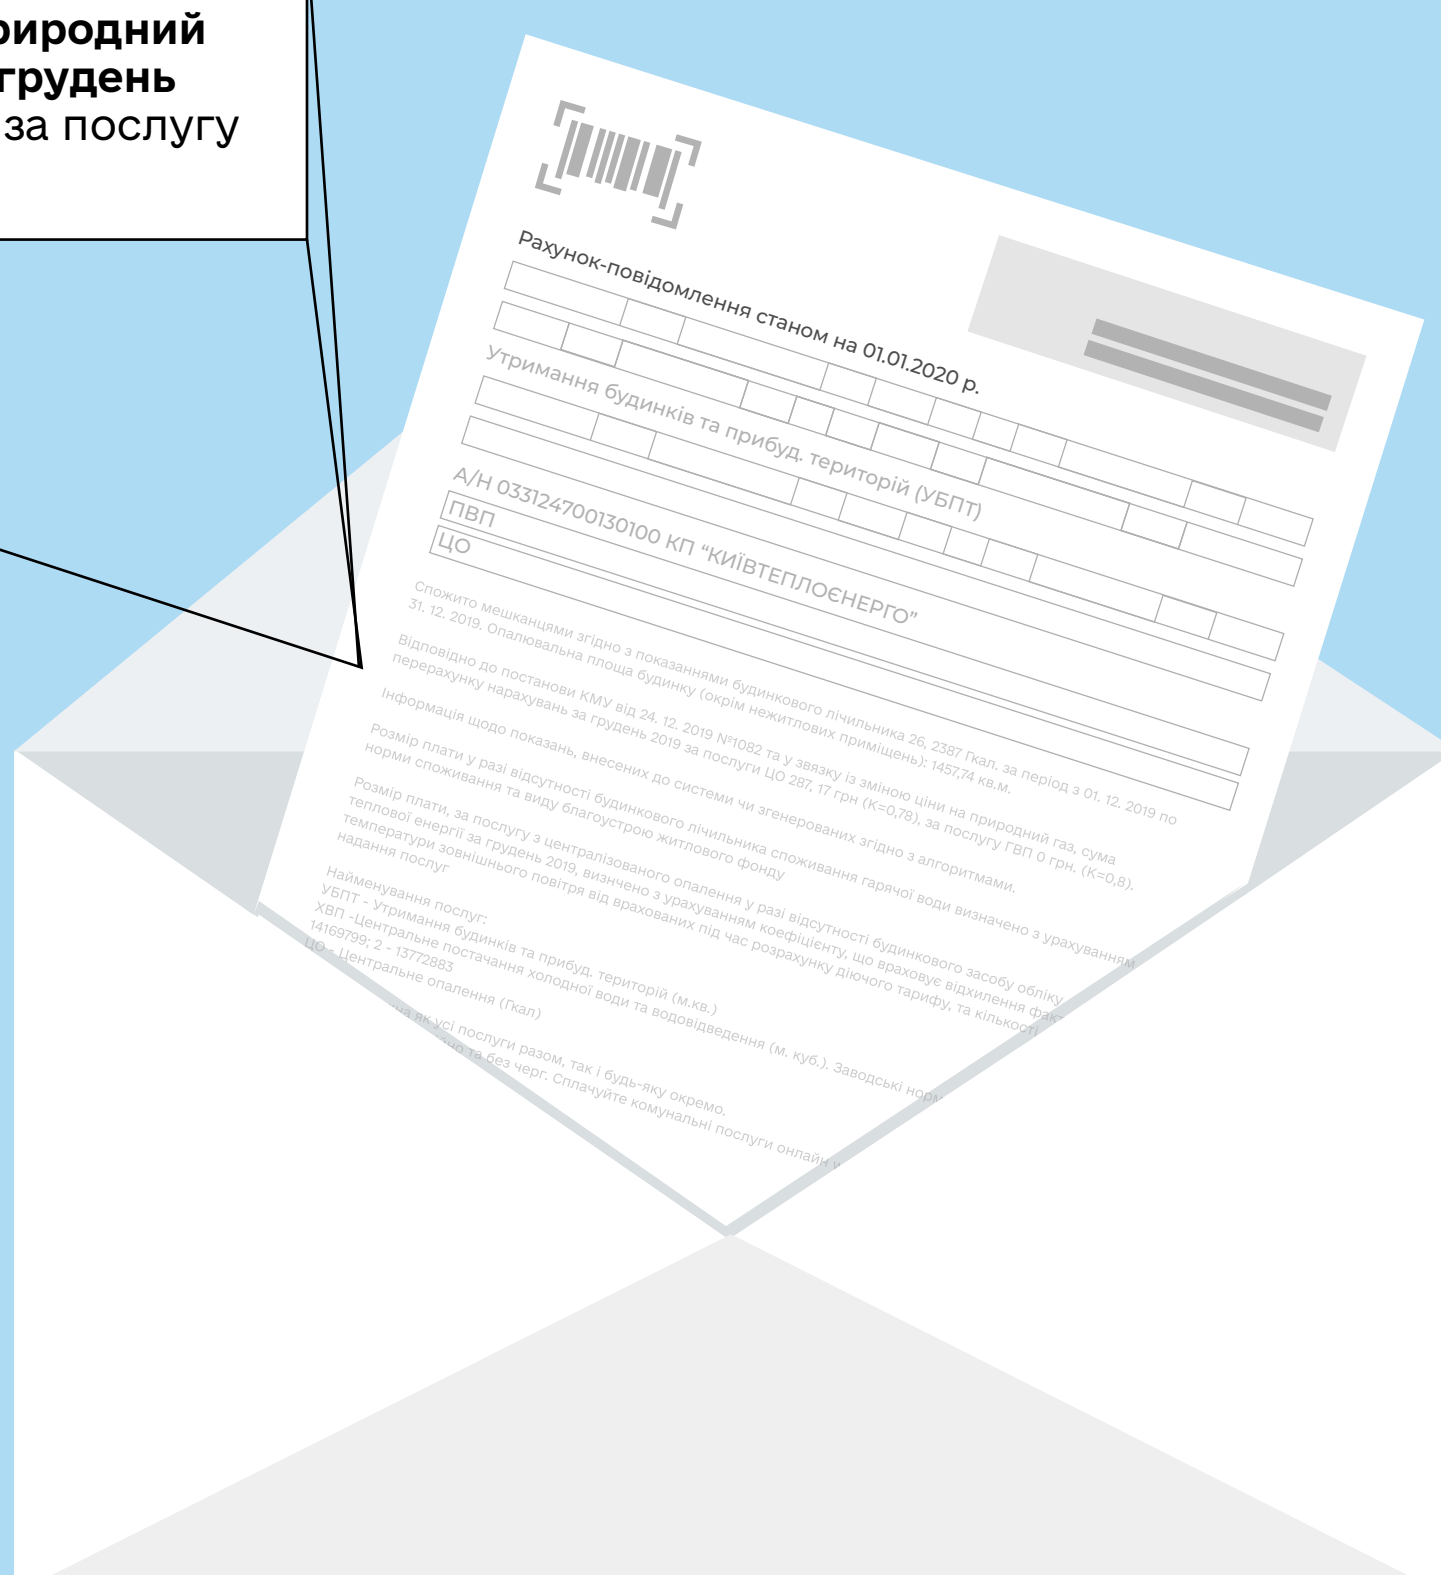 риродний
грудень
за послугу
Рахунок-повідомлення станом на 01.01.2020 р.
Утримання будинків та прибуд. територій (УБПТ)
А/Н 033124700130100 КП “КИЇВТЕПЛОЄНЕРГО”
ПВП
ЦО
Спожито мешканцями згідно з показаннями будинкового лічильника 26, 2387 Гкал. за період з 01. 12. 2019 по
31. 12. 2019. Опалювальна площа будинку (окрім нежитлових приміщень): 1457,74 кв.м.
Відповідно до постанови КМУ від 24. 12. 2019 №1082 та у звязку із зміною ціни на природний газ, сума
перерахунку нарахувань за грудень 2019 за послуги ЦО 287, 17 грн (К=0,78), за послугу ГВП 0 грн. (К=0,8).
Інформація щодо показань, внесених до системи чи згенерованих згідно з алгоритмами.
Розмір плати у разі відсутності будинкового лічильника споживання гарячої води визначено з урахуванням
норми споживання та виду благоустрою житлового фонду
Розмір плати, за послугу з централізованого опалення у разі відсутності будинкового засобу обліку
теплової енергії за грудень 2019, визнчено з урахуванням коефіцієнту, що враховує відхилення фак
температури зовнішнього повітря від врахованих під час розрахунку діючого тарифу, та кількості
надання послуг
Найменування послуг:
УБПТ - Утримання будинків та прибуд. територій (м.кв.)
ХВП -Центральне постачання холодної води та водовідведення (м. куб.). Заводські норм
14169799; 2 - 13772883
ЦО - Центральне опалення (Гкал)
на як усі послуги разом, так і будь-яку окремо.
но та без черг. Сплачуйте комунальні послуги онлайн